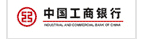 中国工商银行
INDUSTRIAL AND COMMERCIAL BANK OF CHINA